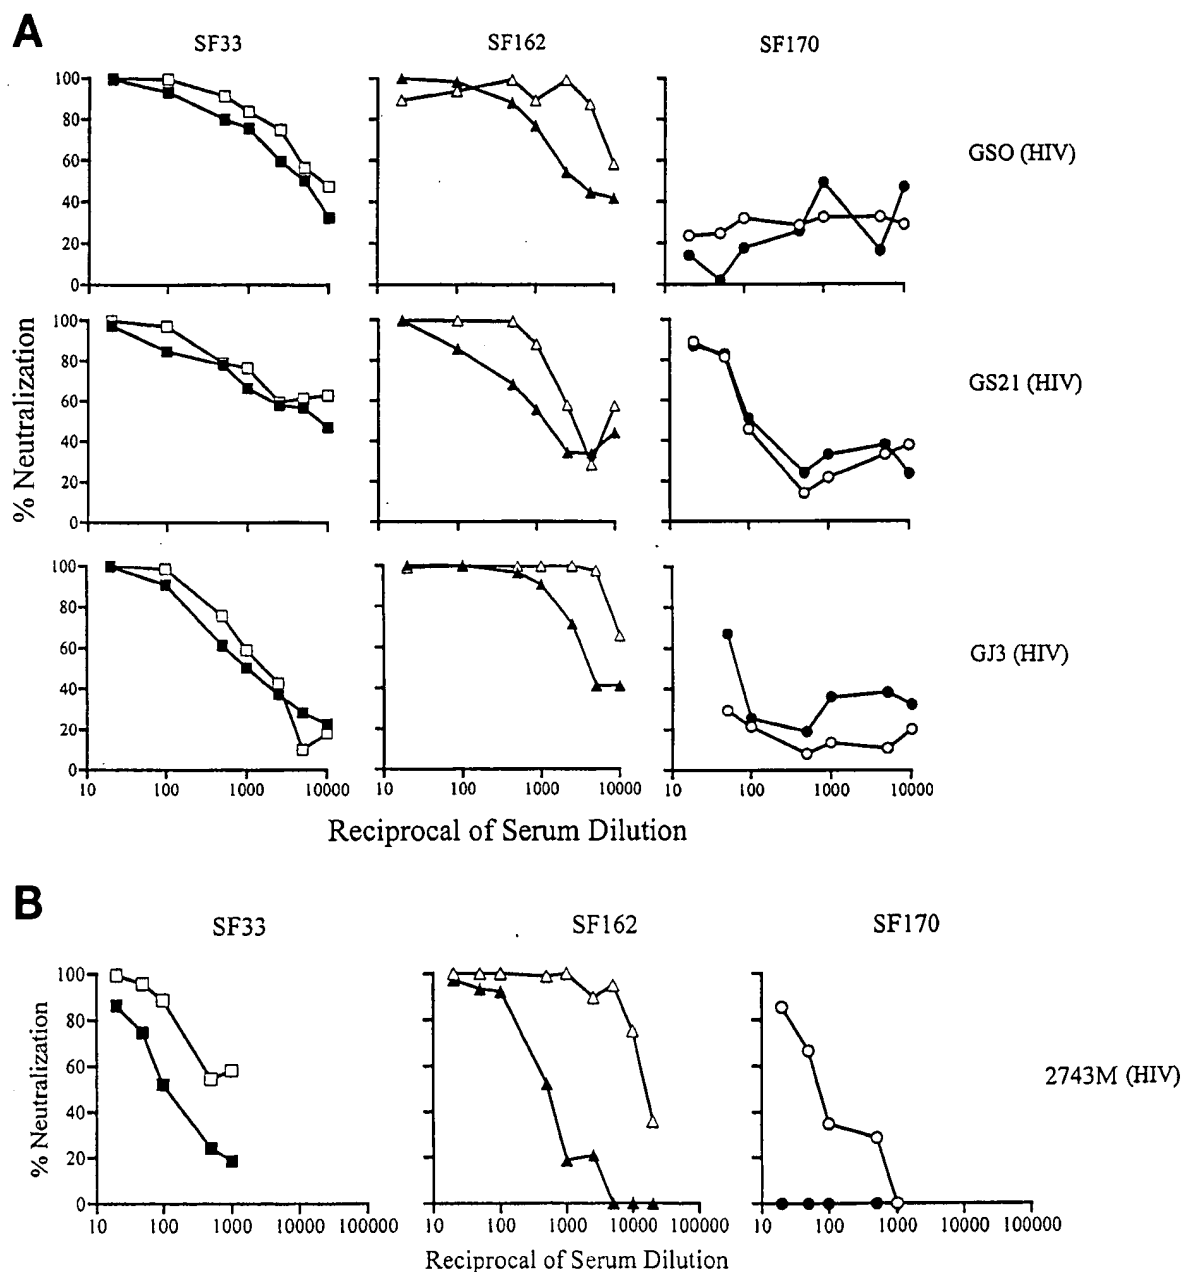 A
SF33 SF162 SF170
100
80
60
40
20
0
GSO (HIV)
100
80
60
40
20
0
GS21 (HIV)
% Neutralization
100
80
60
40
20
0
GJ3 (HIV)
10 100 1000 10000 10 100 1000 10000 10 100 1000 10000
Reciprocal of Serum Dilution
B
SF33 SF162 SF170
100
80
60
40
20
0
% Neutralization
2743M (HIV)
10 100 1000 10000 100000 10 100 1000 10000 100000 10 100 1000 10000 100000
Reciprocal of Serum Dilution